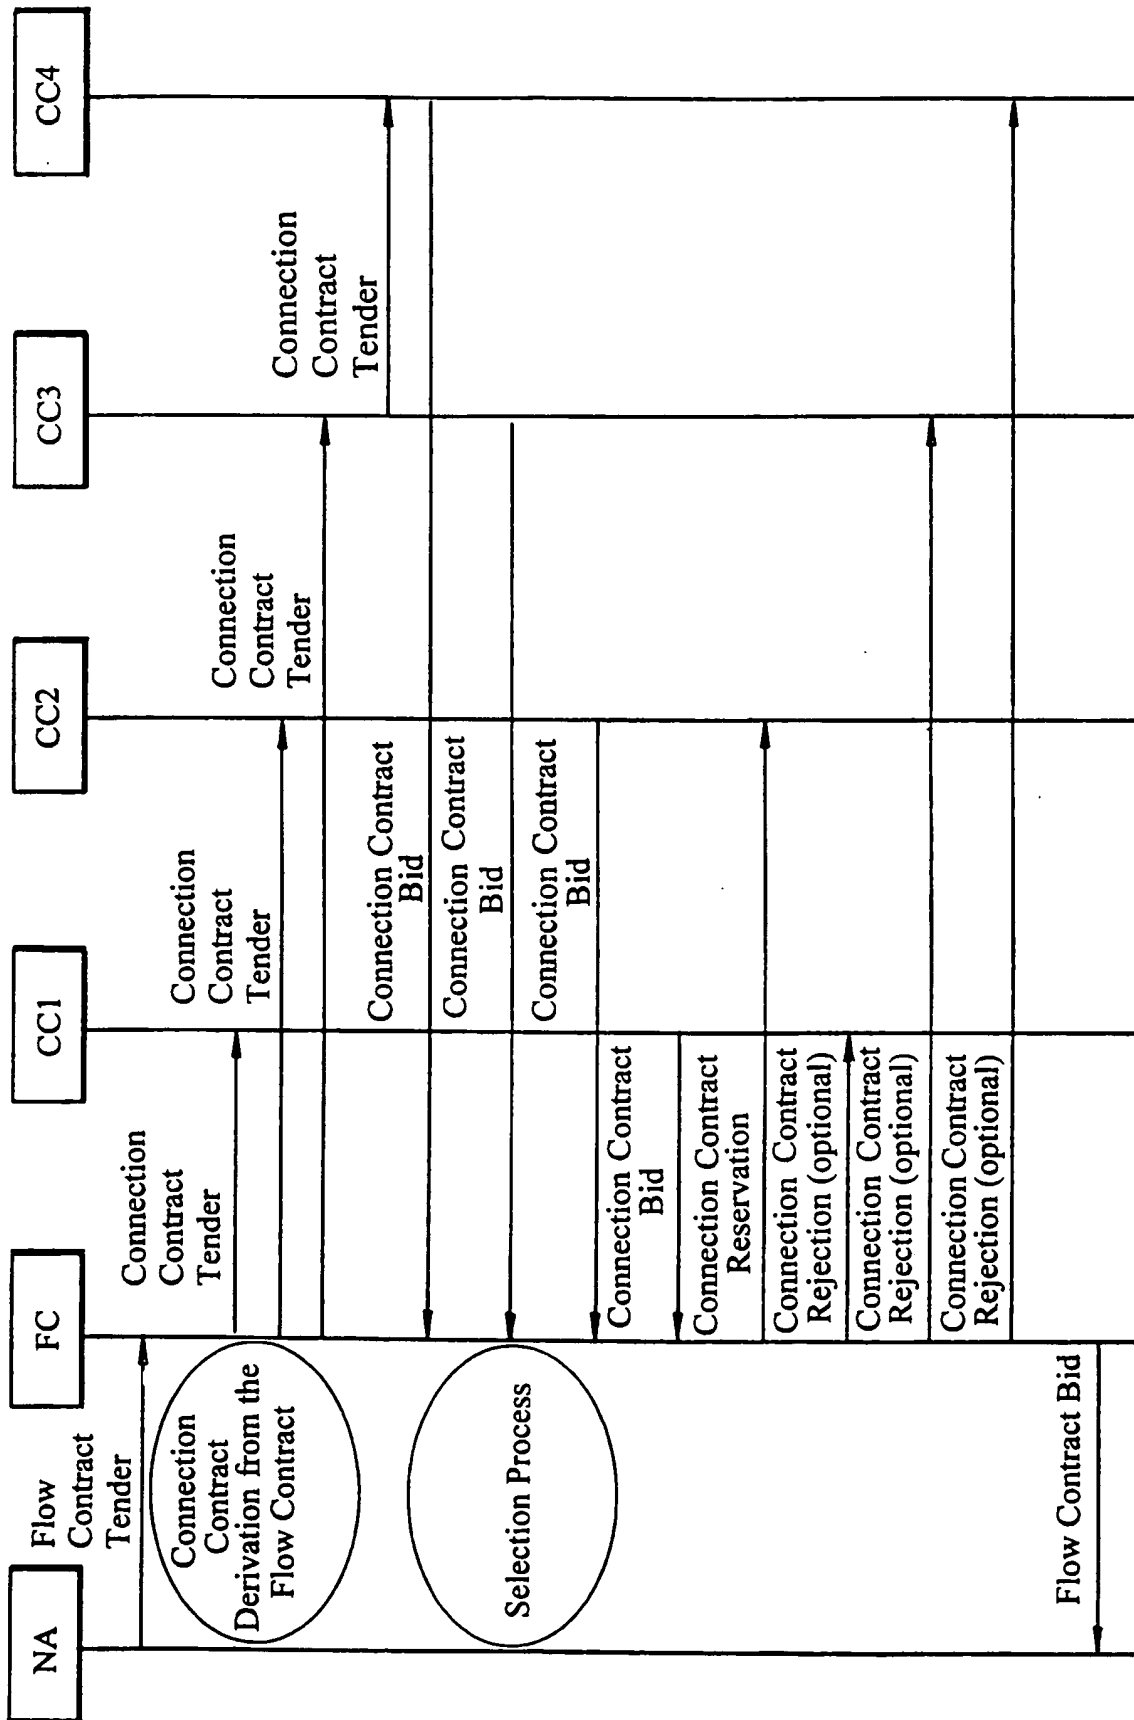 NA
FC
CC1
CC2
CC3
CC4
Flow
Contract
Tender
Connection
Contract
Derivation from the
Flow Contract
Connection
Contract
Tender
Connection
Contract
Tender
Connection
Contract
Tender
Connection
Contract
Tender
Connection Contract
Bid
Connection Contract
Bid
Selection Process
Connection Contract
Bid
Connection Contract
Bid
Connection Contract
Reservation
Connection Contract
Rejection (optional)
Connection Contract
Rejection (optional)
Connection Contract
Rejection (optional)
Flow Contract Bid